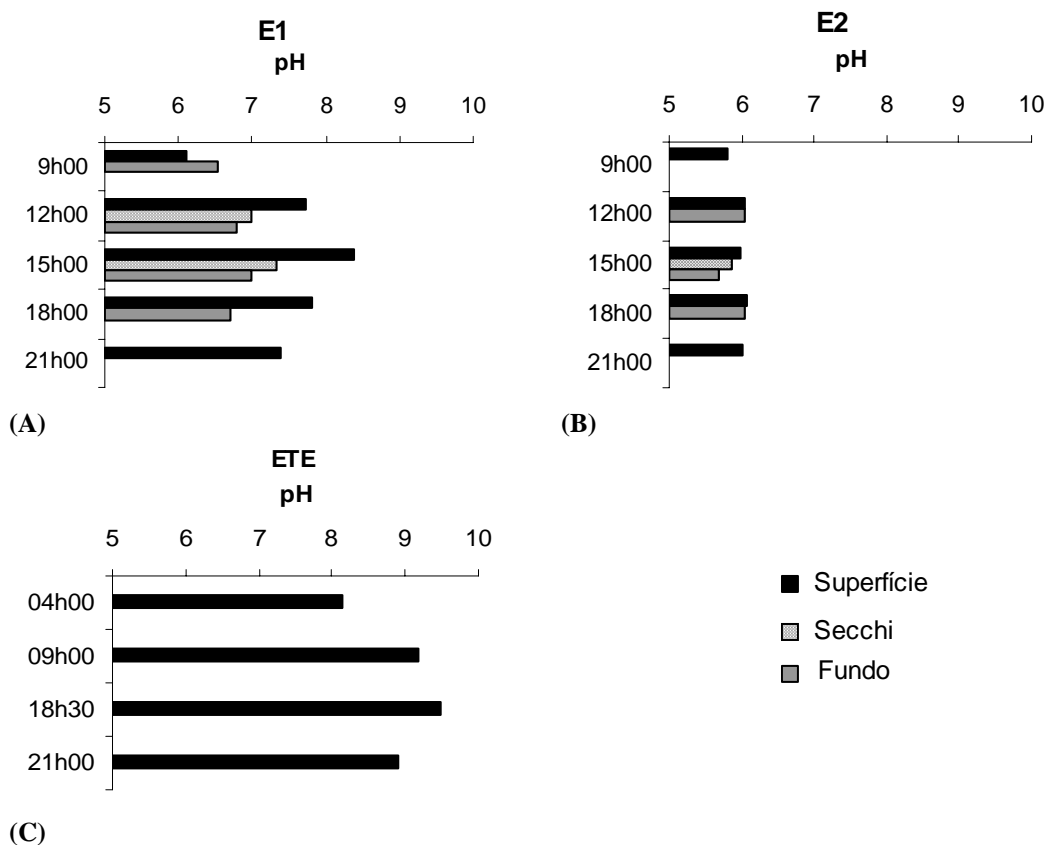 E1
pH
5 6 7 8 9 10
9h00
12h00
15h00
18h00
21h00
(A)
E2
pH
5 6 7 8 9 10
9h00
12h00
15h00
18h00
21h00
(B)
ETE
pH
5 6 7 8 9 10
04h00
09h00
18h30
21h00
(C)
Superfície
Secchi
Fundo